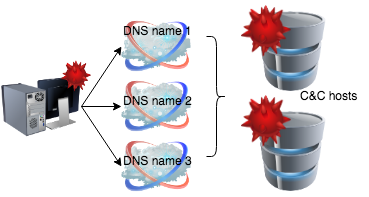 DNS name 1
DNS name 2
C&C hosts
DNS name 3